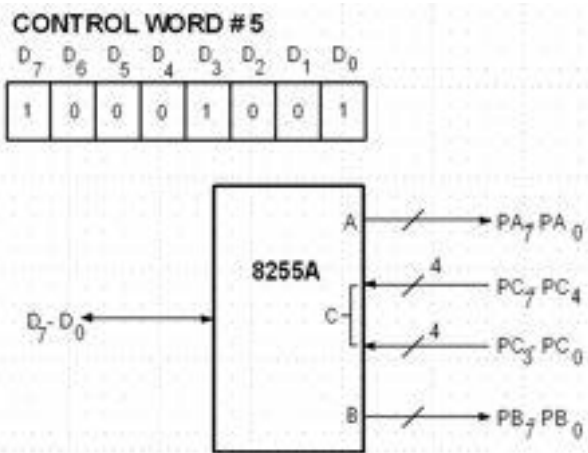 CONTROL WORD # 5
D7 D6 D5 D4 D3 D2 D1 D0
1 0 0 0 1 0 0 1
A PA7, PA0
8255A
4 PC7, PC4
C
D7-D0
4 PC3- PC0
B PB7, PB0